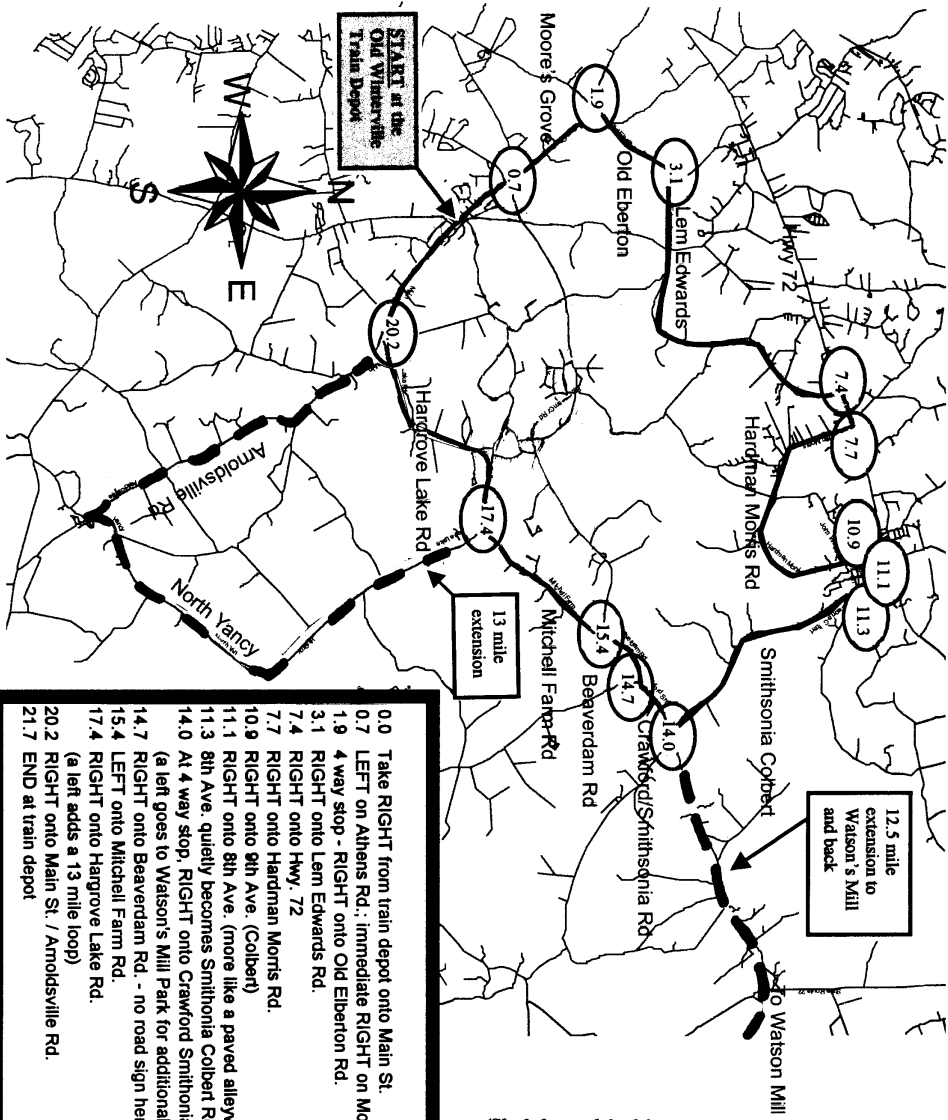 START at the
Old Winterville
Train Depot
W
N
S
E
Moore's Grove
Old Eberton
Lem Edwards
Hwy 72
Hardman Morris Rd
Smithsonia Colbert
Crawford/Smithsonia Rd
Beaverdam Rd
Mitchell Farm Rd
Hargrove Lake Rd
Arnoldsville Rd
North Yancy
To Watson Mill
0.7
1.9
3.1
7.4
7.7
10.9
11.1
11.3
14.0
14.7
15.4
17.4
20.2
13 mile
extension
12.5 mile
extension to
Watson's Mill
and back
0.0 Take RIGHT from train depot onto Main St.
0.7 LEFT on Athens Rd.; immediate RIGHT on Mo
1.9 4 way stop - RIGHT onto Old Elberton Rd.
3.1 RIGHT onto Lem Edwards Rd.
7.4 RIGHT onto Hwy. 72
7.7 RIGHT onto Hardman Morris Rd.
10.9 RIGHT onto 9th Ave. (Colbert)
11.1 RIGHT onto 8th Ave. (more like a paved alleyw
11.3 8th Ave. quietly becomes Smithonia Colbert R
14.0 At 4 way stop, RIGHT onto Crawford Smithonia
(a left goes to Watson's Mill Park for additional
14.7 RIGHT onto Beaverdam Rd. - no road sign her
15.4 LEFT onto Mitchell Farm Rd.
17.4 RIGHT onto Hargrove Lake Rd.
(a left adds a 13 mile loop)
20.2 RIGHT onto Main St. / Arnoldsville Rd.
21.7 END at train depot